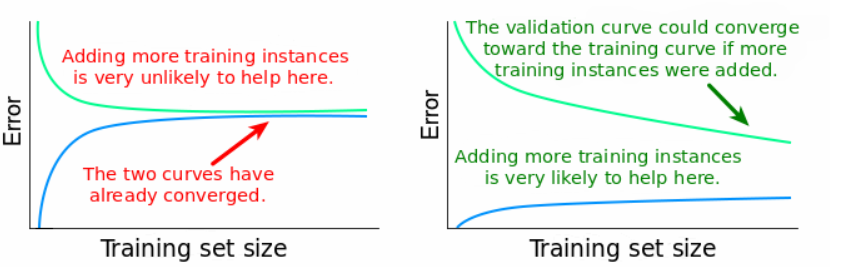 Adding more training instances
is very unlikely to help here.
The two curves have
already converged.
Error
Training set size
The validation curve could converge
toward the training curve if more
training instances were added.
Adding more training instances
is very likely to help here.
Error
Training set size